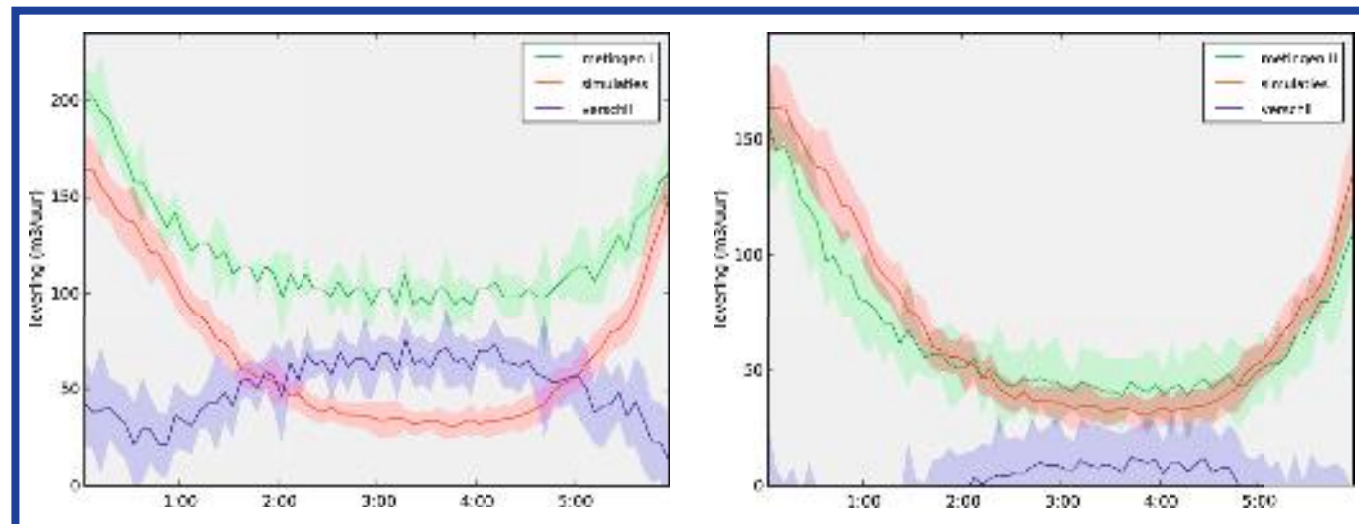 metingen I
simulaties
verschil
200
150
100
50
0
levering (m3/uur)
1:00 2:00 3:00 4:00 5:00
metingen II
simulaties
verschil
150
100
50
0
levering (m3/uur)
1:00 2:00 3:00 4:00 5:00